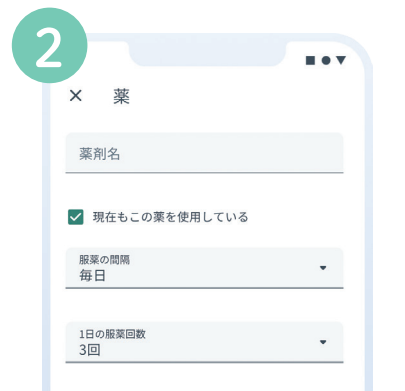 2
× 薬
薬剤名
現在もこの薬を使用している
服薬の間隔
毎日
1日の服薬回数
3回